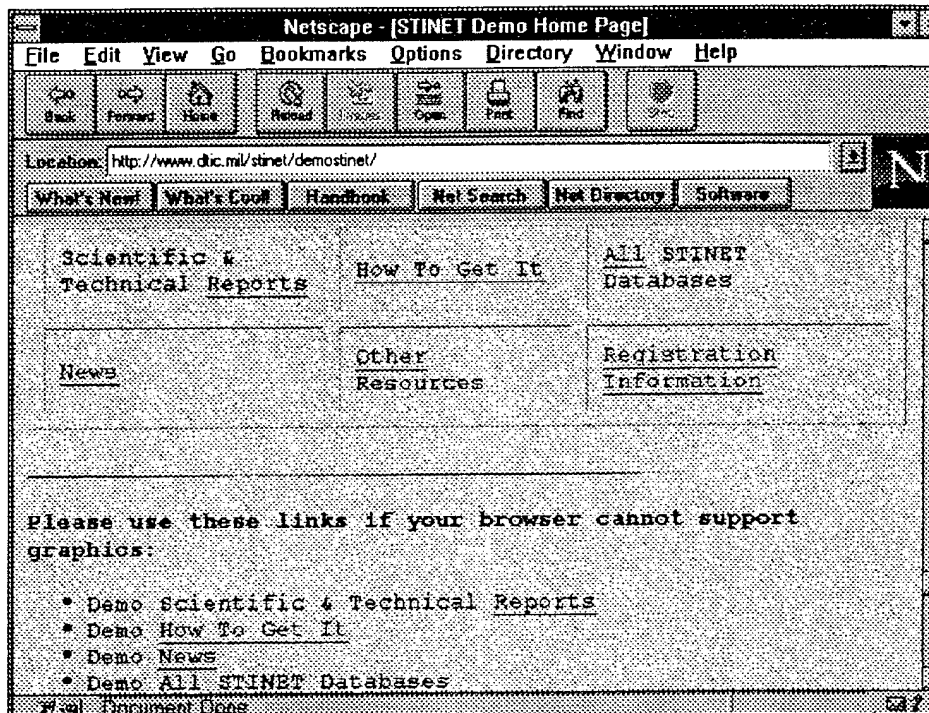 Netscape - [STINET Demo Home Page]
File Edit View Go Bookmarks Options Directory Window Help
Back Forward Home Reload Images Open Print Find Stop
Location: http://www.dtic.mil/stinet/demostinet/
N
What's New! What's Cool! Handbook Net Search Net Directory Software
Scientific &
Technical Reports
How To Get It
All STINET
Databases
News
Other
Resources
Registration
Information
Please use these links if your browser cannot support
graphics:
• Demo Scientific & Technical Reports
• Demo How To Get It
• Demo News
• Demo All STINET Databases
Document Done